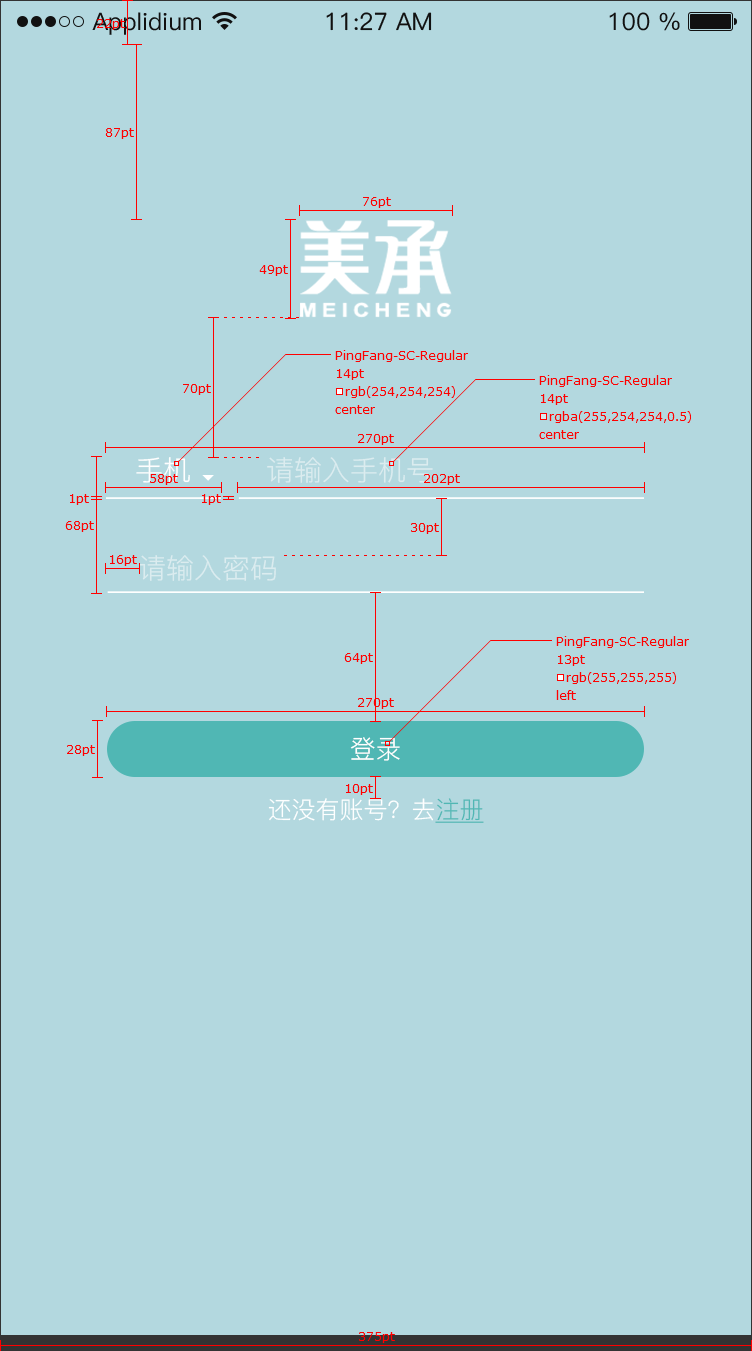 Applidium
11:27 AM
100 %
22pt
87pt
76pt
49pt
美承
MEICHENG
70pt
PingFang-SC-Regular
14pt
rgb(254,254,254)
center
PingFang-SC-Regular
14pt
rgba(255,254,254,0.5)
center
270pt
手机
请输入手机号
58pt
202pt
1pt
1pt
68pt
30pt
16pt
请输入密码
64pt
PingFang-SC-Regular
13pt
rgb(255,255,255)
left
270pt
28pt
登录
10pt
还没有账号？去注册
375pt